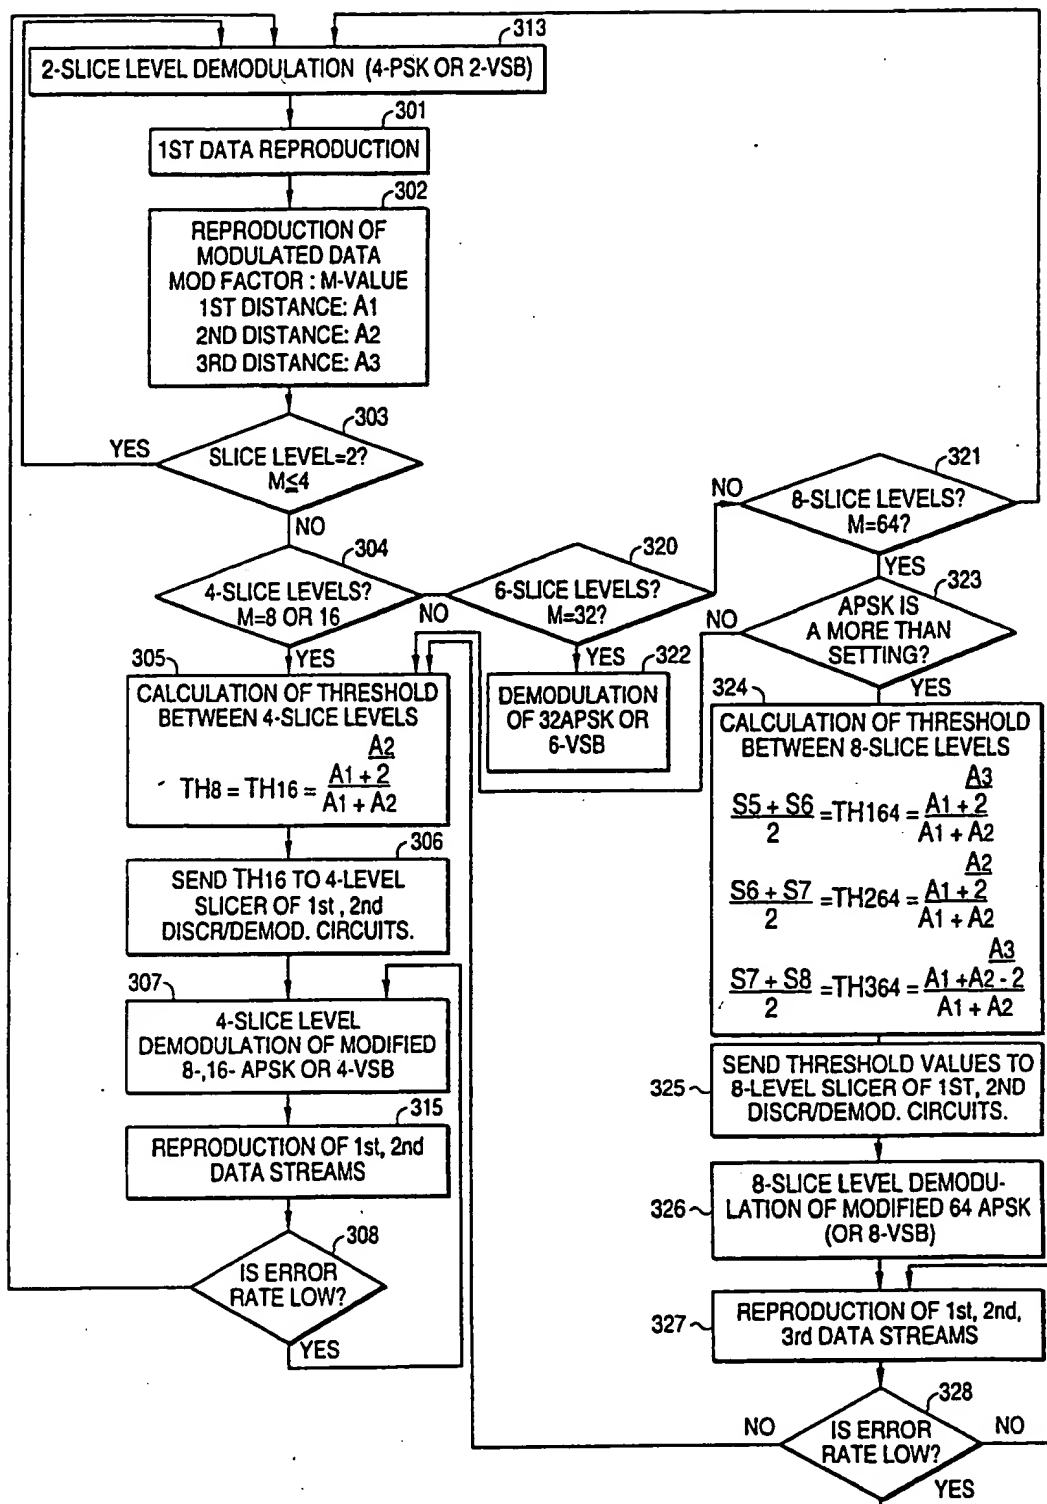 313
2-SLICE LEVEL DEMODULATION (4-PSK OR 2-VSB)
301
1ST DATA REPRODUCTION
302
REPRODUCTION OF
MODULATED DATA
MOD FACTOR : M-VALUE
1ST DISTANCE: A1
2ND DISTANCE: A2
3RD DISTANCE: A3
303
YES
SLICE LEVEL=2?
M≤4
NO
304
4-SLICE LEVELS?
M=8 OR 16
NO
YES
320
6-SLICE LEVELS?
M=32?
NO
YES
321
8-SLICE LEVELS?
M=64?
YES
323
NO
APSK IS
A MORE THAN
SETTING?
YES
305
CALCULATION OF THRESHOLD
BETWEEN 4-SLICE LEVELS
A2
TH8 = TH16 = A1 + 2
A1 + A2
322
DEMODULATION
OF 32APSK OR
6-VSB
324
CALCULATION OF THRESHOLD
BETWEEN 8-SLICE LEVELS
A3
S5 + S6 =TH164 = A1 + 2
2 A1 + A2
A2
S6 + S7 =TH264 = A1 + 2
2 A1 + A2
A3
S7 + S8 =TH364 = A1 +A2 - 2
2 A1 + A2
306
SEND TH16 TO 4-LEVEL
SLICER OF 1st , 2nd
DISCR/DEMOD. CIRCUITS.
307
4-SLICE LEVEL
DEMODULATION OF MODIFIED
8-,16- APSK OR 4-VSB
315
REPRODUCTION OF 1st, 2nd
DATA STREAMS
308
IS ERROR
RATE LOW?
YES
325
SEND THRESHOLD VALUES TO
8-LEVEL SLICER OF 1ST, 2ND
DISCR/DEMOD. CIRCUITS.
326
8-SLICE LEVEL DEMODU-
LATION OF MODIFIED 64 APSK
(OR 8-VSB)
327
REPRODUCTION OF 1st, 2nd,
3rd DATA STREAMS
328
NO
IS ERROR
RATE LOW?
NO
YES